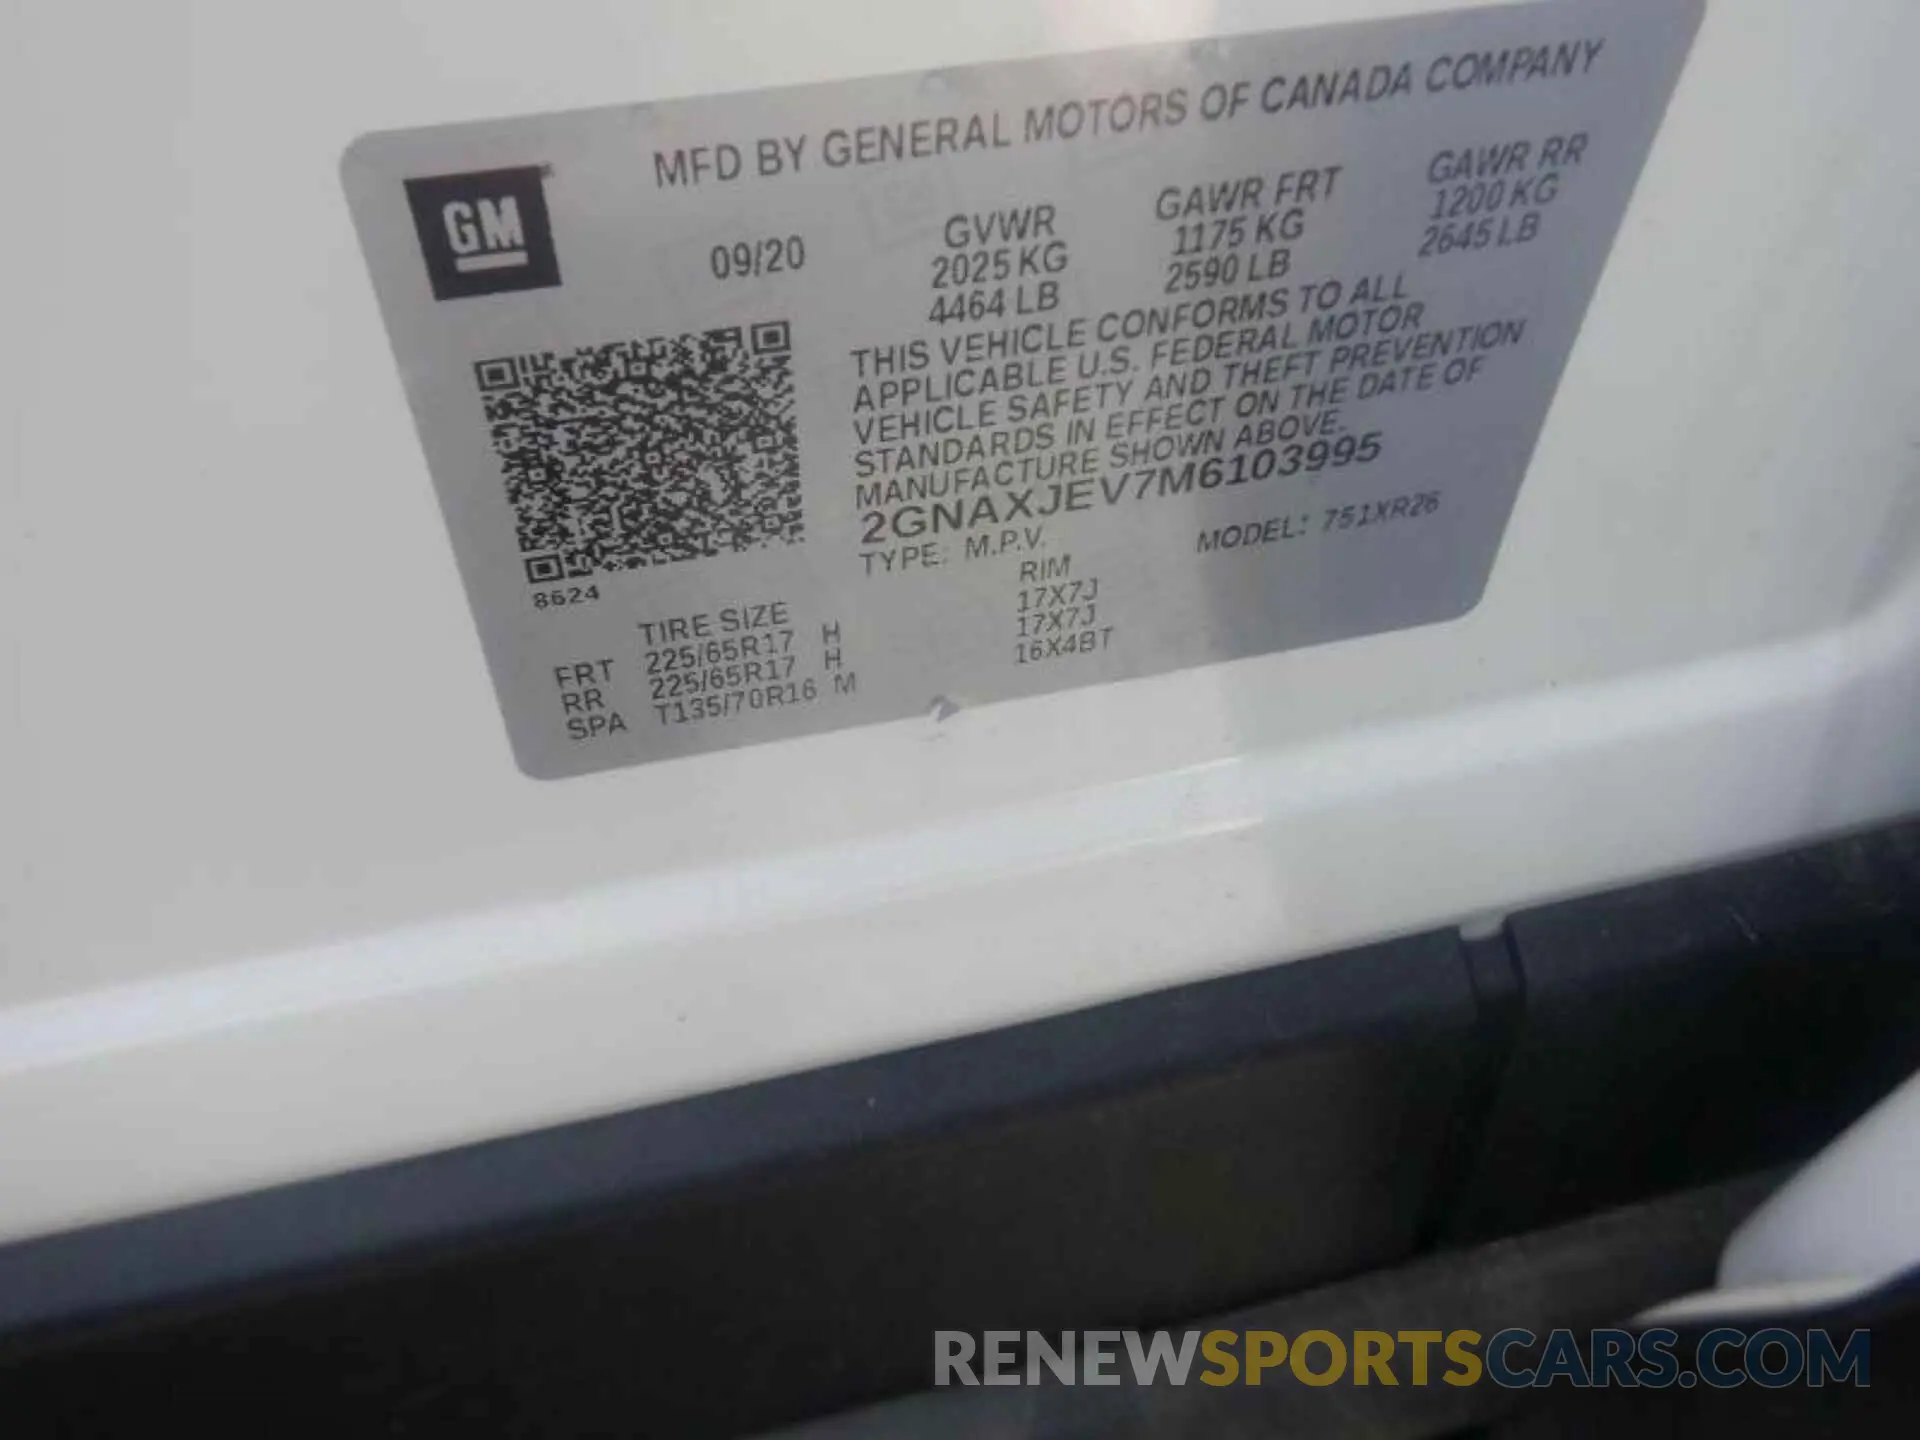 MFD BY GENERAL MOTORS OF CANADA COMPANY
GM
09/20
GVWR
2025 KG
4464 LB
GAWR FRT
1175 KG
2590 LB
GAWR RR
1200 KG
2645 LB
THIS VEHICLE CONFORMS TO ALL
APPLICABLE U.S. FEDERAL MOTOR
VEHICLE SAFETY AND THEFT PREVENTION
STANDARDS IN EFFECT ON THE DATE OF
MANUFACTURE SHOWN ABOVE.
2GNAXJEV7M6103995
TYPE: M.P.V. MODEL: 751XR26
8624
TIRE SIZE RIM
FRT 225/65R17 H 17X7J
RR 225/65R17 H 17X7J
SPA T135/70R16 M 16X4BT
RENEWSPORTSCARS.COM